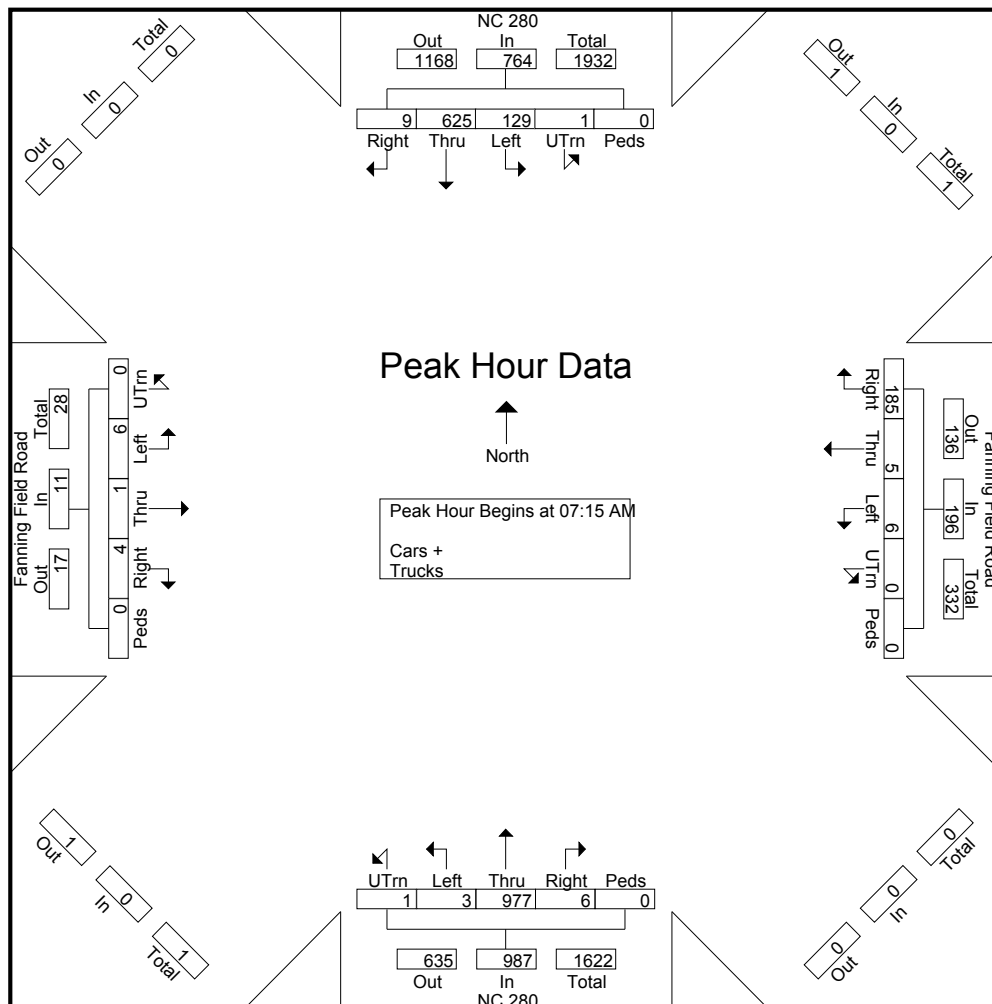 NC 280
Out In Total
1168 764 1932
9 625 129 1 0
Right Thru Left UTrn Peds
Total
0
In
0
Out
0
Out
1
In
0
Total
1
Fanning Field Road
Total In Out
28 11 17
0 6 1 4 0
UTrn Left Thru Right Peds
Peak Hour Data
North
Peak Hour Begins at 07:15 AM
Cars +
Trucks
Right Thru Left UTrn Peds
185 5 6 0 0
Out In Total
136 196 332
Fanning Field Road
1
Out
0
In
1
Total
0
Total
0
In
0
Out
UTrn Left Thru Right Peds
1 3 977 6 0
635 987 1622
Out In Total
NC 280